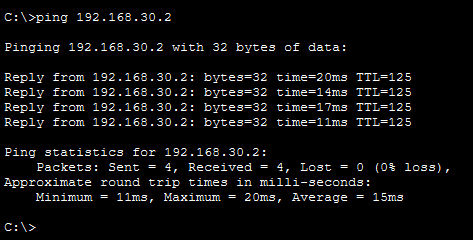 C:\>ping 192.168.30.2
Pinging 192.168.30.2 with 32 bytes of data:
Reply from 192.168.30.2: bytes=32 time=20ms TTL=125
Reply from 192.168.30.2: bytes=32 time=14ms TTL=125
Reply from 192.168.30.2: bytes=32 time=17ms TTL=125
Reply from 192.168.30.2: bytes=32 time=11ms TTL=125
Ping statistics for 192.168.30.2:
    Packets: Sent = 4, Received = 4, Lost = 0 (0% loss),
Approximate round trip times in milli-seconds:
    Minimum = 11ms, Maximum = 20ms, Average = 15ms
C:\>